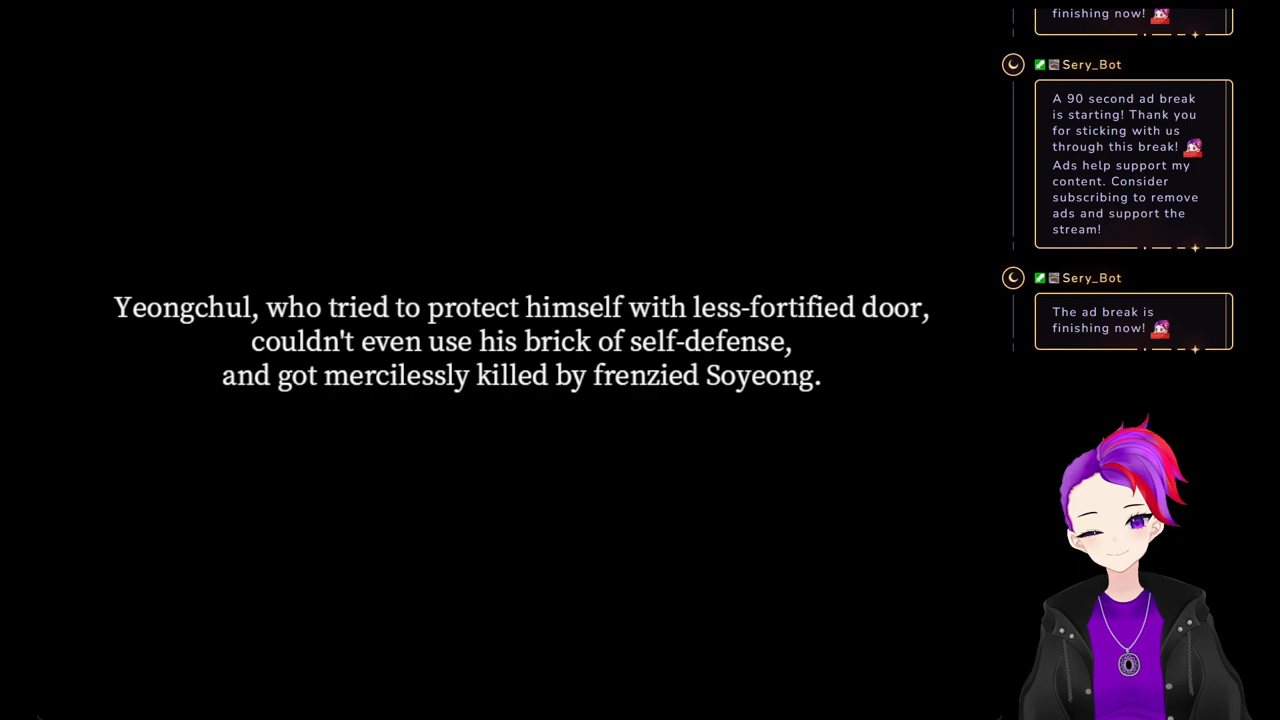 Yeongchul, who tried to protect himself with less-fortified door,
couldn't even use his brick of self-defense,
and got mercilessly killed by frenzied Soyeong.
finishing now!
Sery_Bot
A 90 second ad break
is starting! Thank you
for sticking with us
through this break!
Ads help support my
content. Consider
subscribing to remove
ads and support the
stream!
Sery_Bot
The ad break is
finishing now!